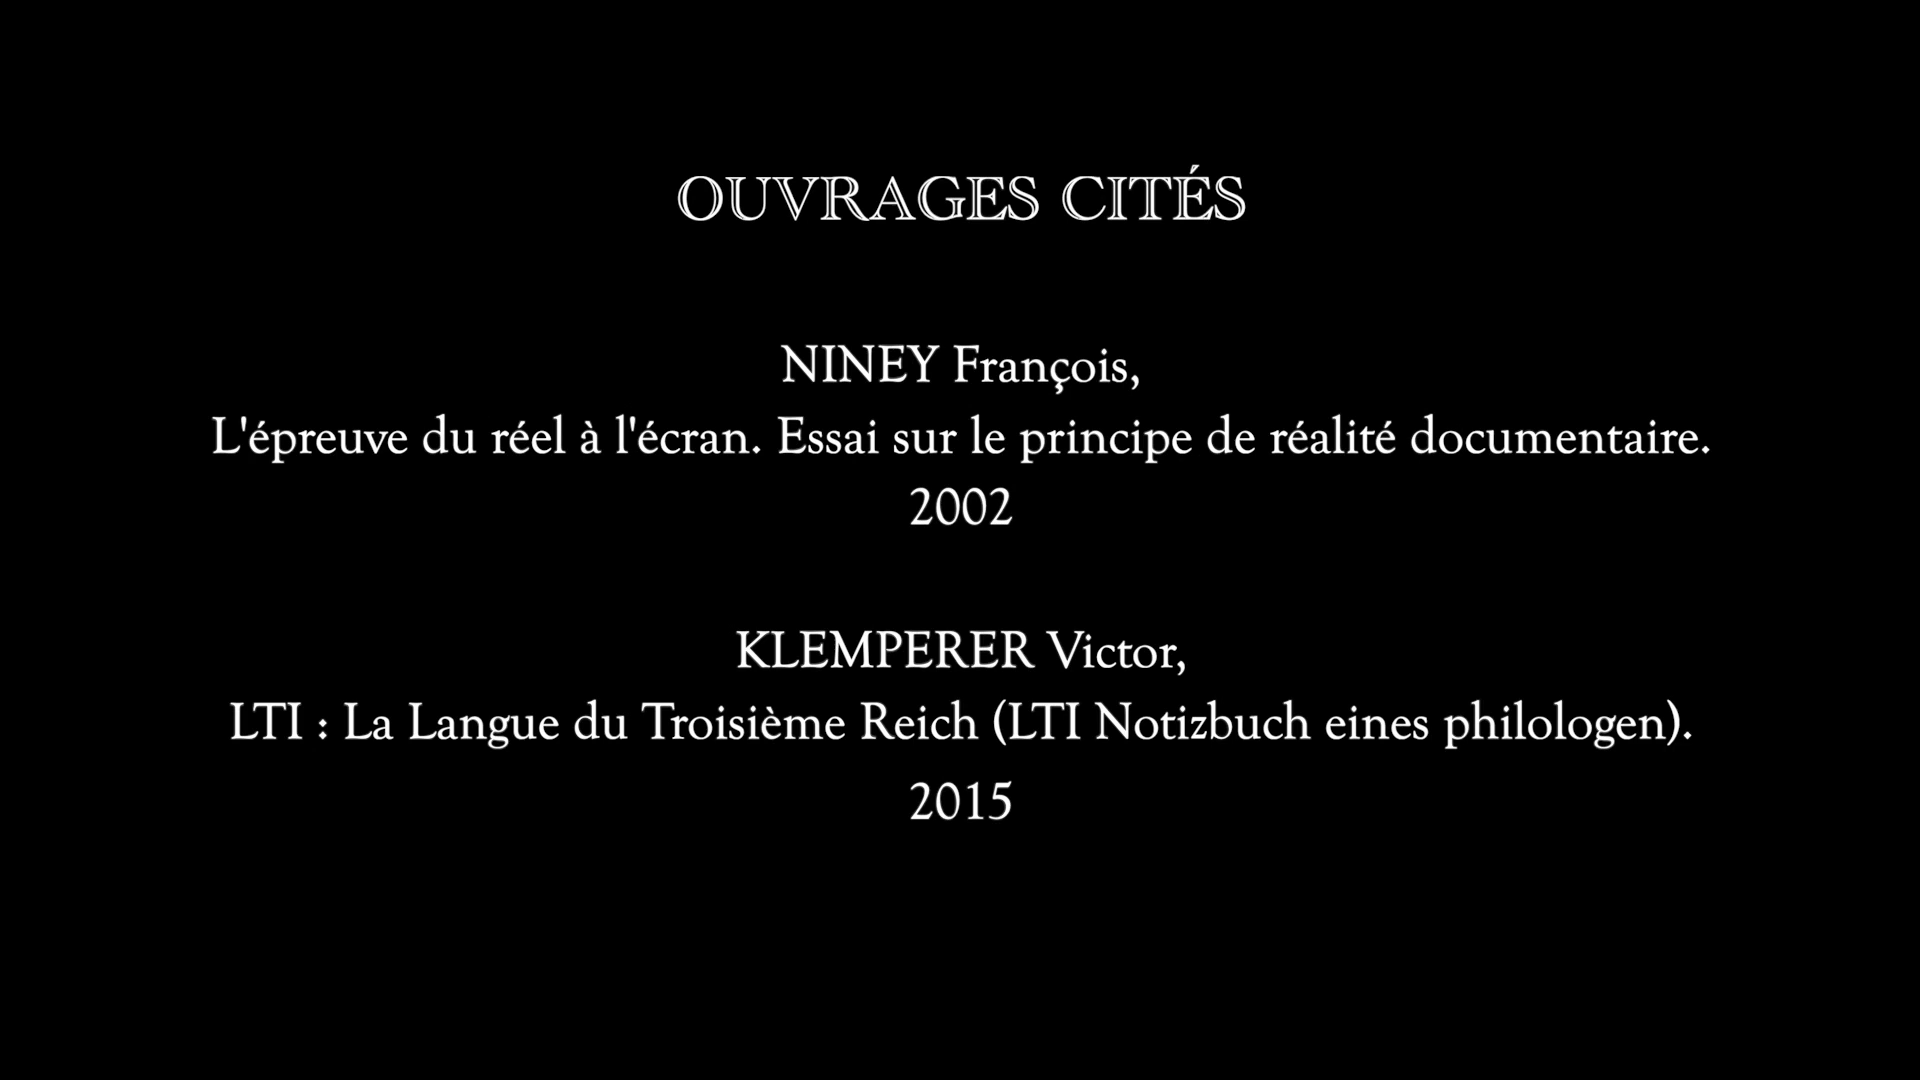 OUVRAGES CITÉS
NINEY François,
L'épreuve du réel à l'écran. Essai sur le principe de réalité documentaire.
2002
KLEMPERER Victor,
LTI : La Langue du Troisième Reich (LTI Notizbuch eines philologen).
2015